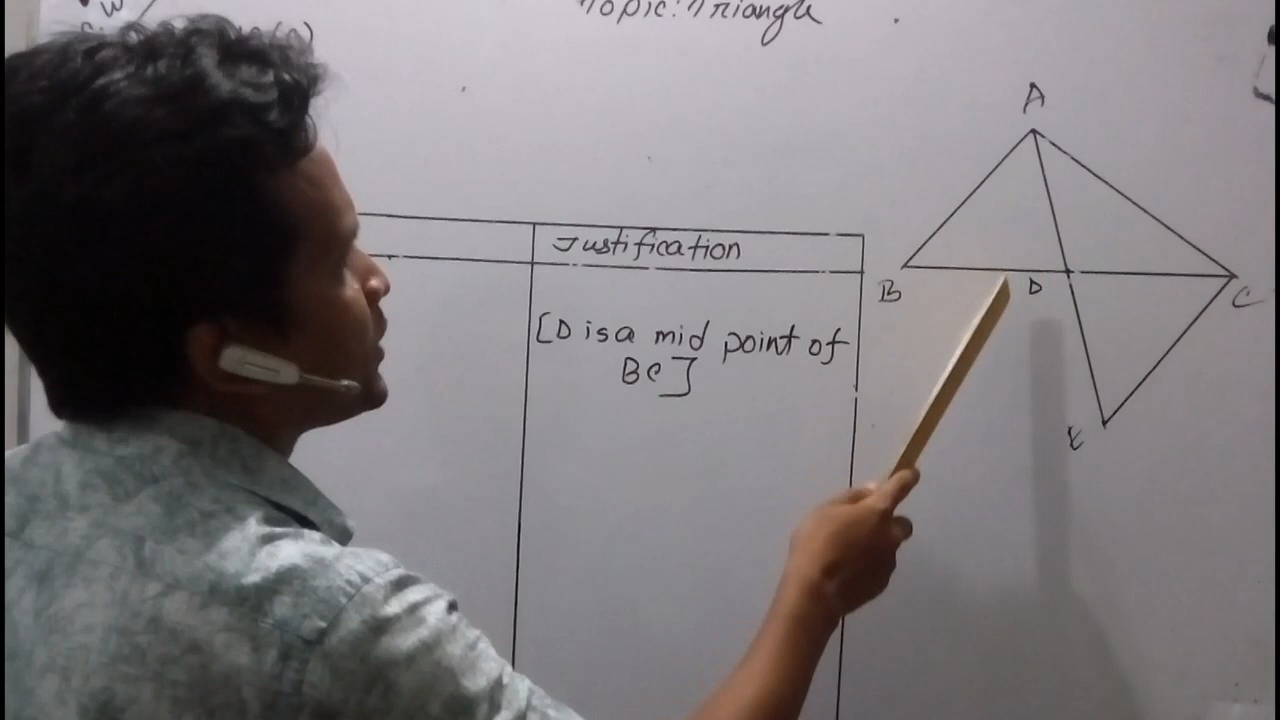 Topic: Triangle
Justification
[D is a mid point of
BC]
A
B
D
C
E